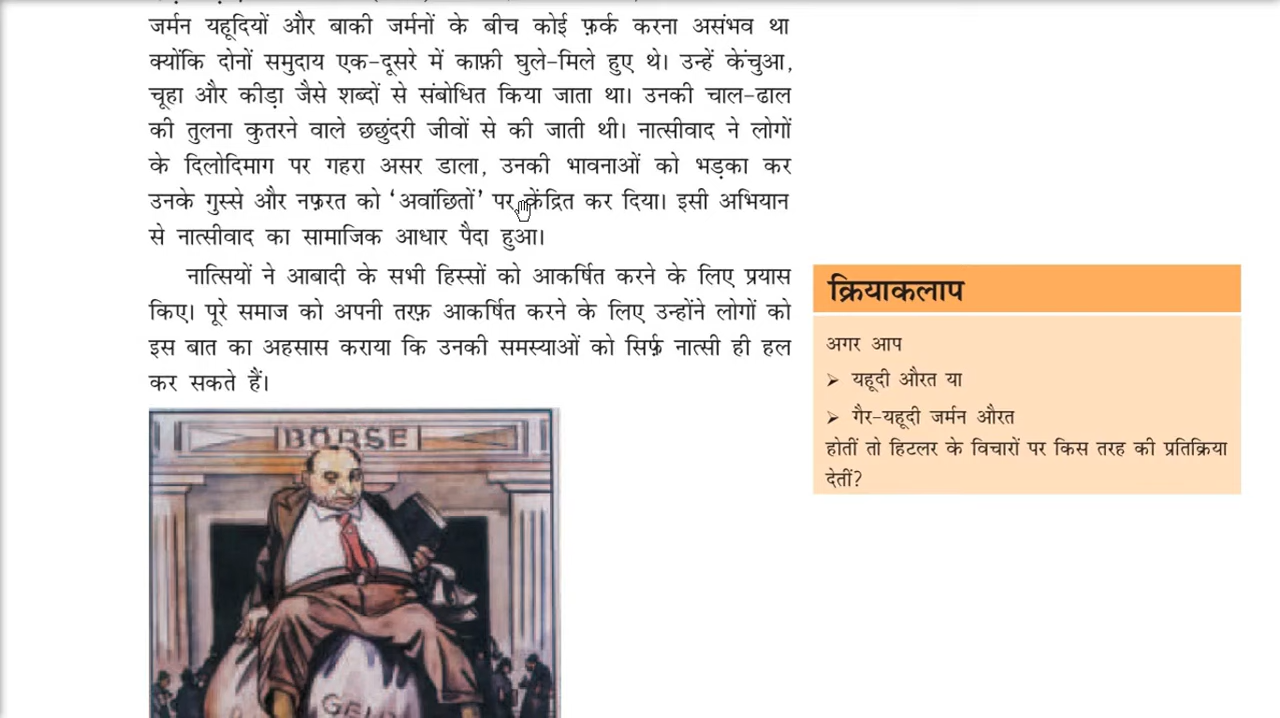 जर्मन यहूदियों और बाकी जर्मनों के बीच कोई फ़र्क करना असंभव था
क्योंकि दोनों समुदाय एक-दूसरे में काफ़ी घुले-मिले हुए थे। उन्हें केंचुआ,
चूहा और कीड़ा जैसे शब्दों से संबोधित किया जाता था। उनकी चाल-ढाल
की तुलना कुतरने वाले छछुंदरी जीवों से की जाती थी। नात्सीवाद ने लोगों
के दिलोदिमाग पर गहरा असर डाला, उनकी भावनाओं को भड़का कर
उनके गुस्से और नफ़रत को ‘अवांछितों’ पर केंद्रित कर दिया। इसी अभियान
से नात्सीवाद का सामाजिक आधार पैदा हुआ।
नात्सियों ने आबादी के सभी हिस्सों को आकर्षित करने के लिए प्रयास
किए। पूरे समाज को अपनी तरफ़ आकर्षित करने के लिए उन्होंने लोगों को
इस बात का अहसास कराया कि उनकी समस्याओं को सिर्फ़ नात्सी ही हल
कर सकते हैं।
BÖRSE
क्रियाकलाप
अगर आप
➢ यहूदी औरत या
➢ गैर-यहूदी जर्मन औरत
होतीं तो हिटलर के विचारों पर किस तरह की प्रतिक्रिया
देतीं?